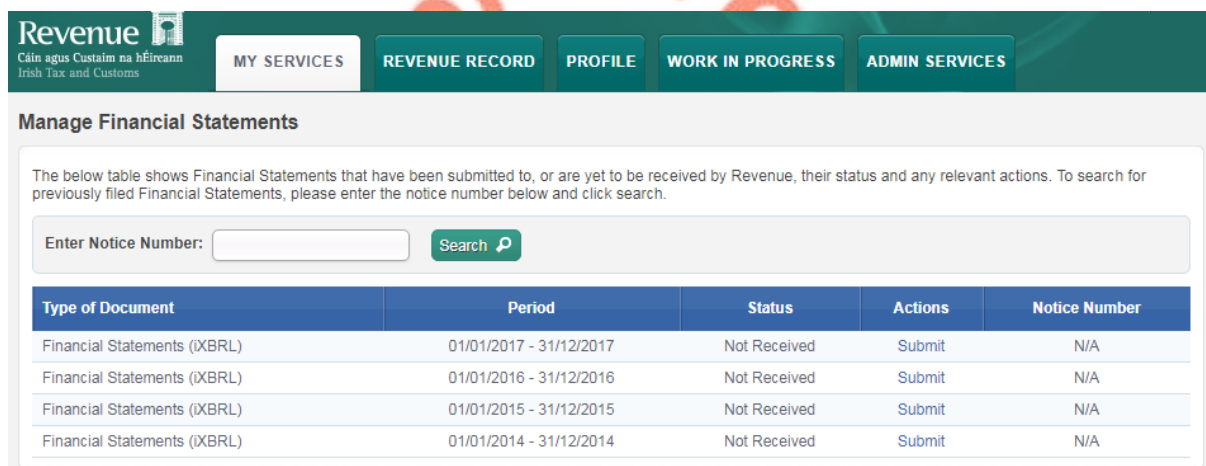 Revenue
Cáin agus Custaim na hÉireann
Irish Tax and Customs
MY SERVICES
REVENUE RECORD
PROFILE
WORK IN PROGRESS
ADMIN SERVICES
Manage Financial Statements
The below table shows Financial Statements that have been submitted to, or are yet to be received by Revenue, their status and any relevant actions. To search for
previously filed Financial Statements, please enter the notice number below and click search.
Enter Notice Number: Search
Type of Document Period Status Actions Notice Number
Financial Statements (iXBRL) 01/01/2017 - 31/12/2017 Not Received Submit N/A
Financial Statements (iXBRL) 01/01/2016 - 31/12/2016 Not Received Submit N/A
Financial Statements (iXBRL) 01/01/2015 - 31/12/2015 Not Received Submit N/A
Financial Statements (iXBRL) 01/01/2014 - 31/12/2014 Not Received Submit N/A